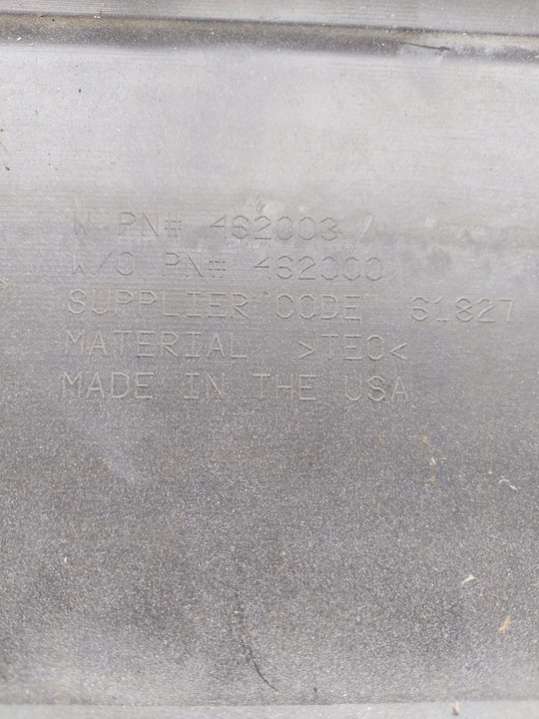 W PN# 462003 /
W/O PN# 462000
SUPPLIER CODE 61827
MATERIAL >TEO<
MADE IN THE USA